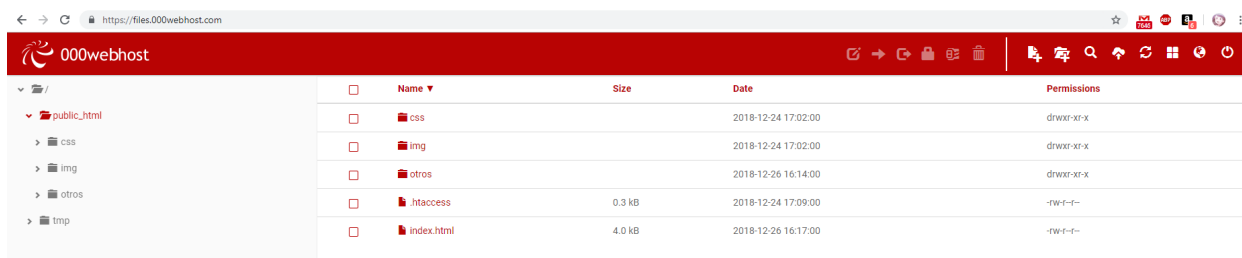 https://files.000webhost.com
7646 ABP a 6
000webhost
/
Name ▼ Size Date Permissions
public_html
css 2018-12-24 17:02:00 drwxr-xr-x
css
img 2018-12-24 17:02:00 drwxr-xr-x
img
otros 2018-12-26 16:14:00 drwxr-xr-x
otros
.htaccess 0.3 kB 2018-12-24 17:09:00 -rw-r--r--
tmp
index.html 4.0 kB 2018-12-26 16:17:00 -rw-r--r--